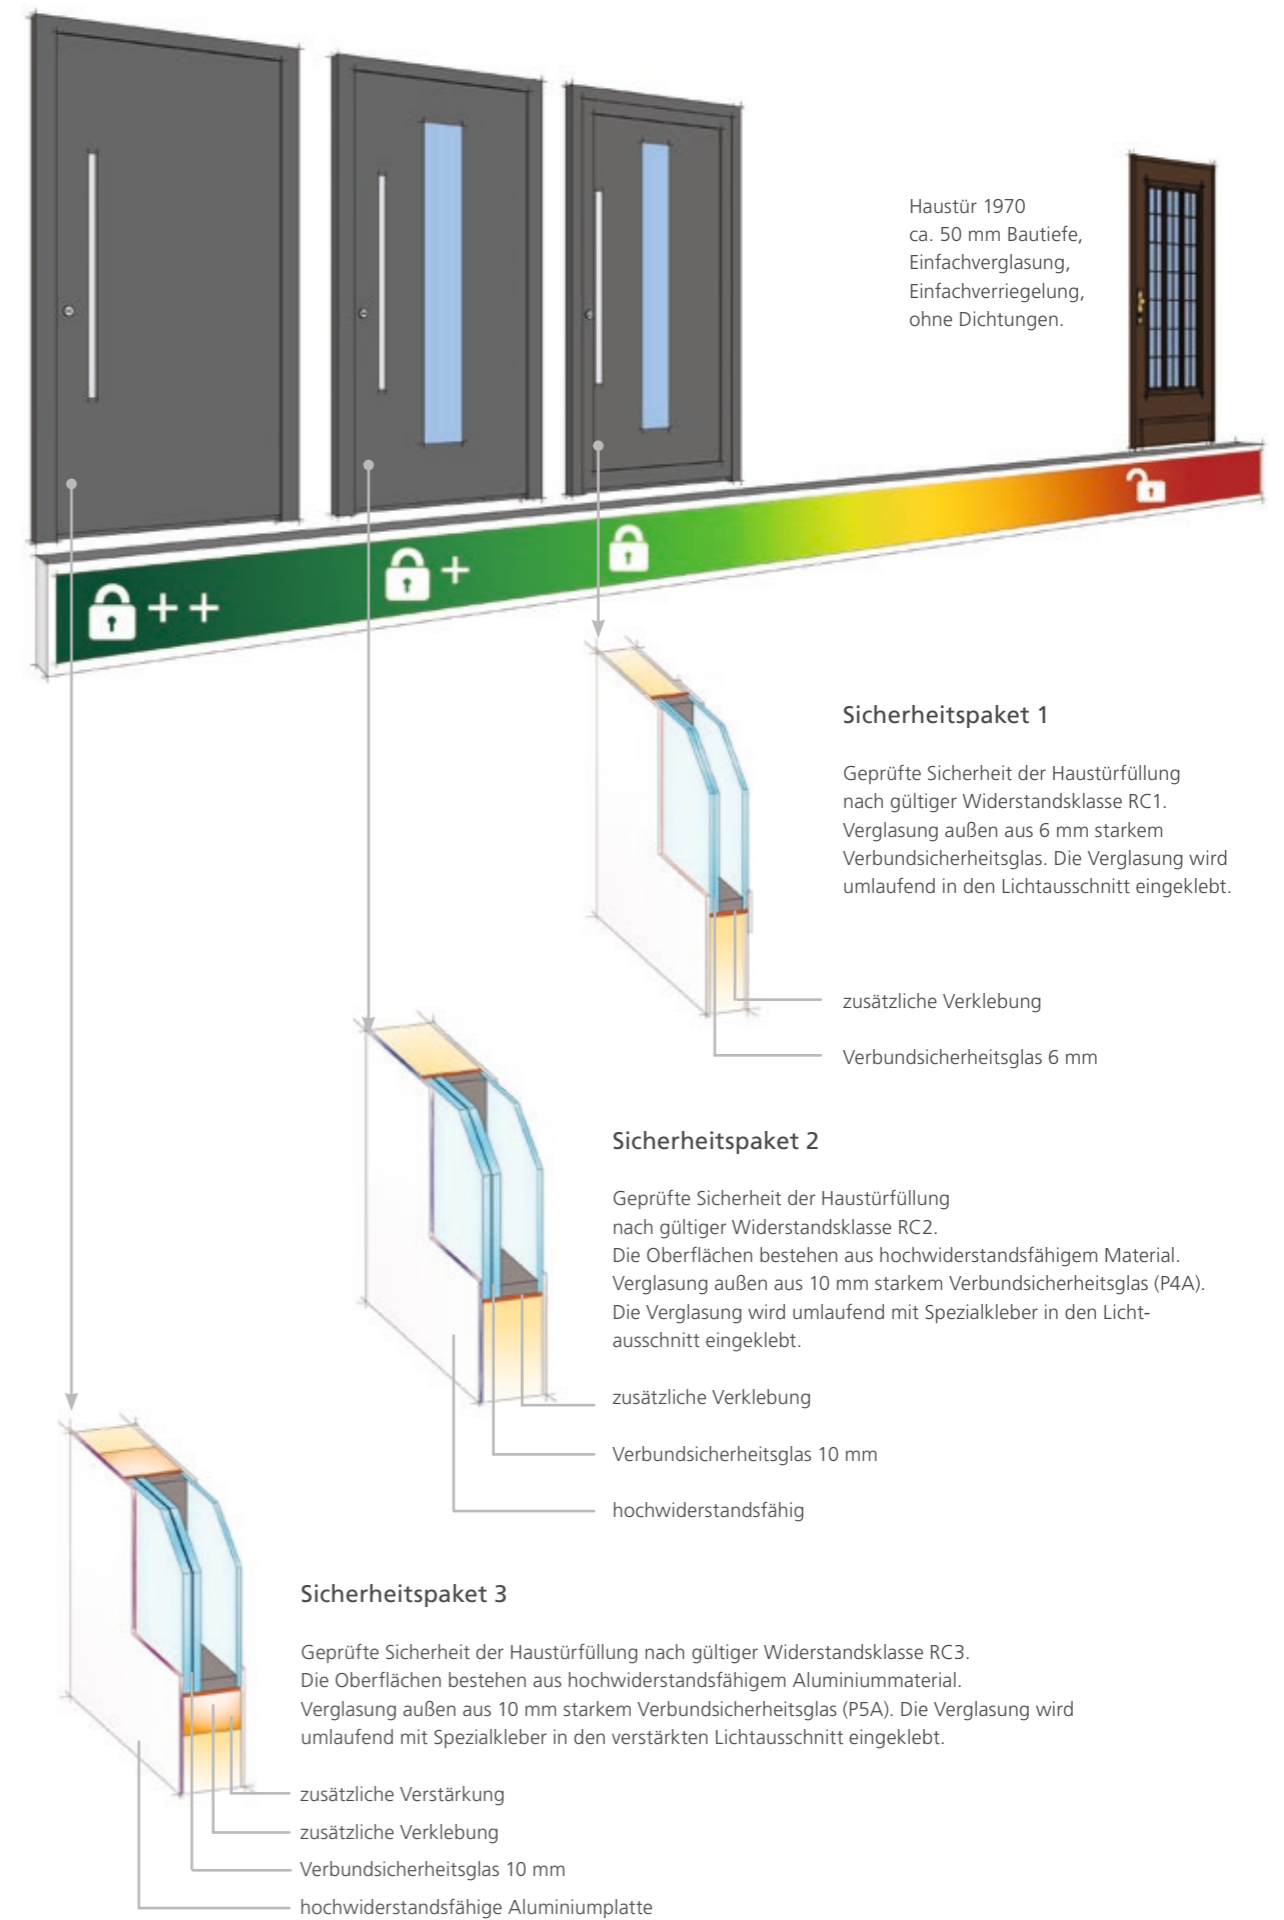 Haustür 1970
ca. 50 mm Bautiefe,
Einfachverglasung,
Einfachverriegelung,
ohne Dichtungen.
++
+
Sicherheitspaket 1
Geprüfte Sicherheit der Haustürfüllung
nach gültiger Widerstandsklasse RC1.
Verglasung außen aus 6 mm starkem
Verbundsicherheitsglas. Die Verglasung wird
umlaufend in den Lichtausschnitt eingeklebt.
zusätzliche Verklebung
Verbundsicherheitsglas 6 mm
Sicherheitspaket 2
Geprüfte Sicherheit der Haustürfüllung
nach gültiger Widerstandsklasse RC2.
Die Oberflächen bestehen aus hochwiderstandsfähigem Material.
Verglasung außen aus 10 mm starkem Verbundsicherheitsglas (P4A).
Die Verglasung wird umlaufend mit Spezialkleber in den Licht-
ausschnitt eingeklebt.
zusätzliche Verklebung
Verbundsicherheitsglas 10 mm
hochwiderstandsfähig
Sicherheitspaket 3
Geprüfte Sicherheit der Haustürfüllung nach gültiger Widerstandsklasse RC3.
Die Oberflächen bestehen aus hochwiderstandsfähigem Aluminiummaterial.
Verglasung außen aus 10 mm starkem Verbundsicherheitsglas (P5A). Die Verglasung wird
umlaufend mit Spezialkleber in den verstärkten Lichtausschnitt eingeklebt.
zusätzliche Verstärkung
zusätzliche Verklebung
Verbundsicherheitsglas 10 mm
hochwiderstandsfähige Aluminiumplatte